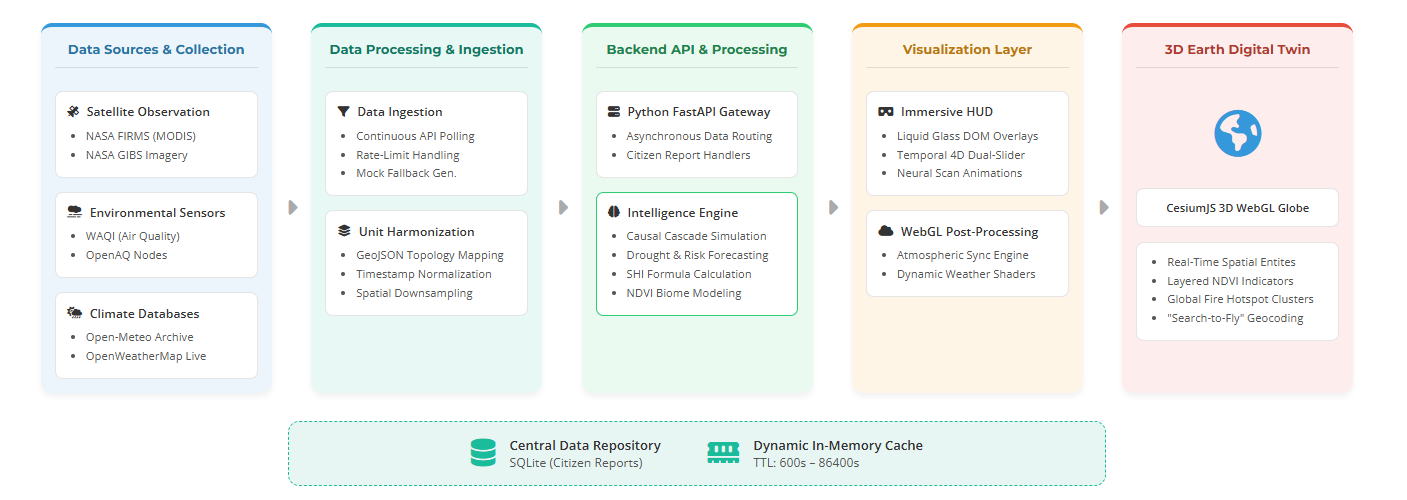 Data Sources & Collection
Satellite Observation
NASA FIRMS (MODIS)
NASA GIBS Imagery
Environmental Sensors
WAQI (Air Quality)
OpenAQ Nodes
Climate Databases
Open-Meteo Archive
OpenWeatherMap Live
Data Processing & Ingestion
Data Ingestion
Continuous API Polling
Rate-Limit Handling
Mock Fallback Gen.
Unit Harmonization
GeoJSON Topology Mapping
Timestamp Normalization
Spatial Downsampling
Backend API & Processing
Python FastAPI Gateway
Asynchronous Data Routing
Citizen Report Handlers
Intelligence Engine
Causal Cascade Simulation
Drought & Risk Forecasting
SHI Formula Calculation
NDVI Biome Modeling
Visualization Layer
Immersive HUD
Liquid Glass DOM Overlays
Temporal 4D Dual-Slider
Neural Scan Animations
WebGL Post-Processing
Atmospheric Sync Engine
Dynamic Weather Shaders
3D Earth Digital Twin
CesiumJS 3D WebGL Globe
Real-Time Spatial Entites
Layered NDVI Indicators
Global Fire Hotspot Clusters
"Search-to-Fly" Geocoding
Central Data Repository
SQLite (Citizen Reports)
Dynamic In-Memory Cache
TTL: 600s – 86400s